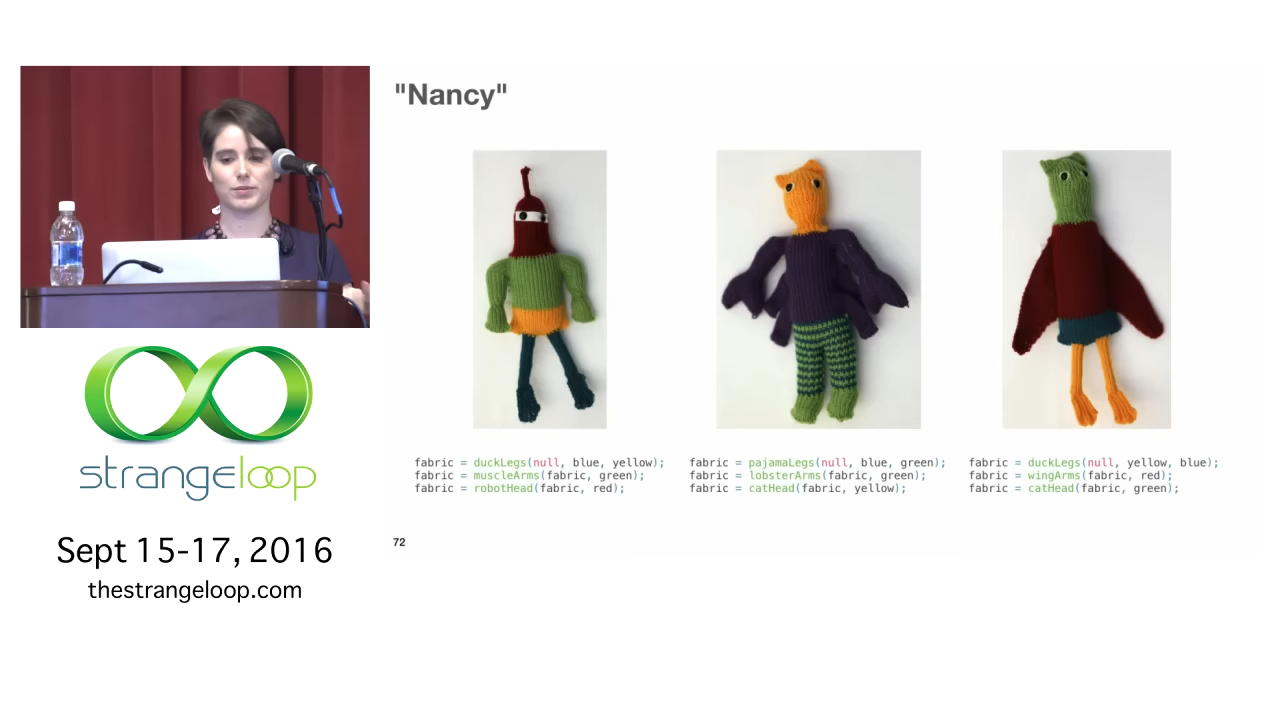 "Nancy"
fabric = duckLegs(null, blue, yellow);
fabric = muscleArms(fabric, green);
fabric = robotHead(fabric, red);
fabric = pajamaLegs(null, blue, green);
fabric = lobsterArms(fabric, green);
fabric = catHead(fabric, yellow);
fabric = duckLegs(null, yellow, blue);
fabric = wingArms(fabric, red);
fabric = catHead(fabric, green);
72
strangeloop
Sept 15-17, 2016
thestrangeloop.com